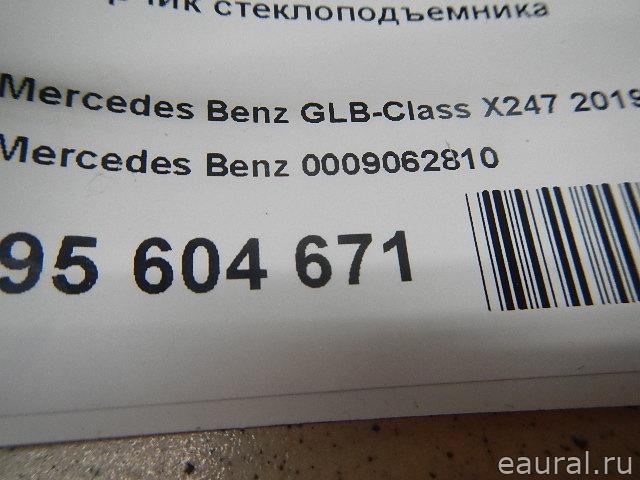 стеклоподъемника
Mercedes Benz GLB-Class X247 2019
Mercedes Benz 0009062810
95 604 671
eaural.ru